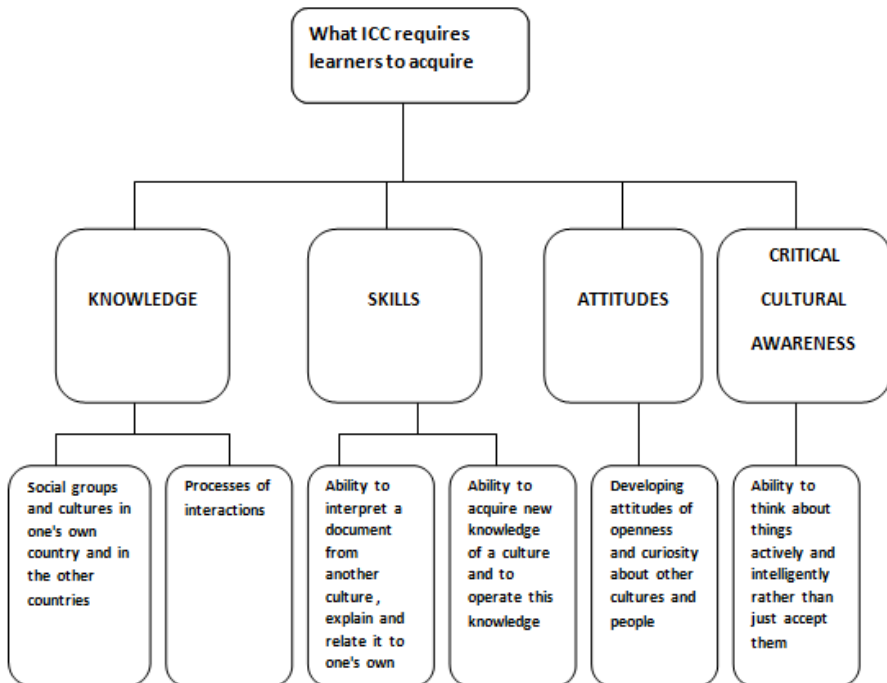 What ICC requires
learners to acquire
KNOWLEDGE
SKILLS
ATTITUDES
CRITICAL
CULTURAL
AWARENESS
Social groups
and cultures in
one's own
country and in
the other
countries
Processes of
interactions
Ability to
interpret a
document
from
another
culture ,
explain and
relate it to
one's own
Ability to
acquire new
knowledge
of a culture
and to
operate this
knowledge
Developing
attitudes of
openness
and curiosity
about other
cultures and
people
Ability to
think about
things
actively and
intelligently
rather than
just accept
them